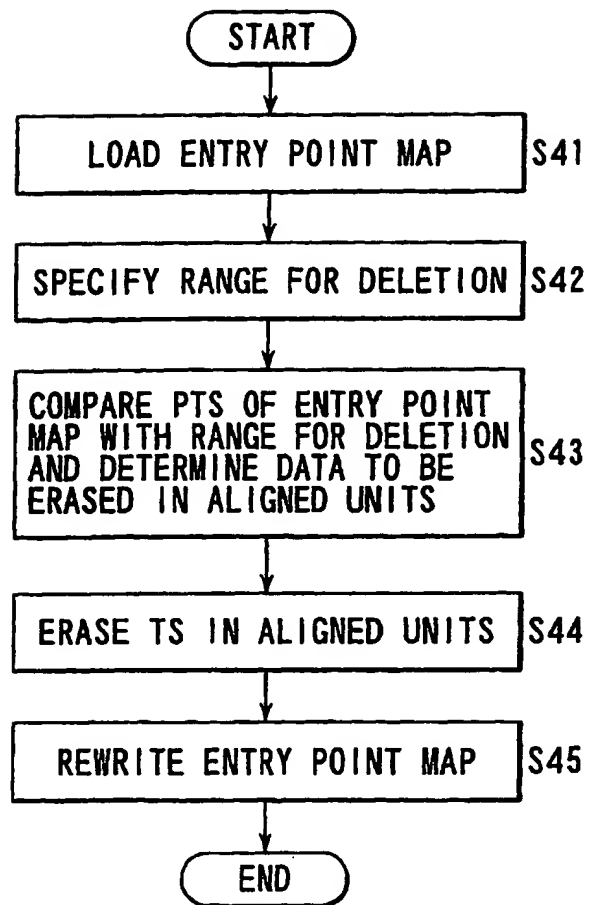 START
LOAD ENTRY POINT MAP S41
SPECIFY RANGE FOR DELETION S42
COMPARE PTS OF ENTRY POINT
MAP WITH RANGE FOR DELETION
AND DETERMINE DATA TO BE
ERASED IN ALIGNED UNITS
S43
ERASE TS IN ALIGNED UNITS S44
REWRITE ENTRY POINT MAP S45
END